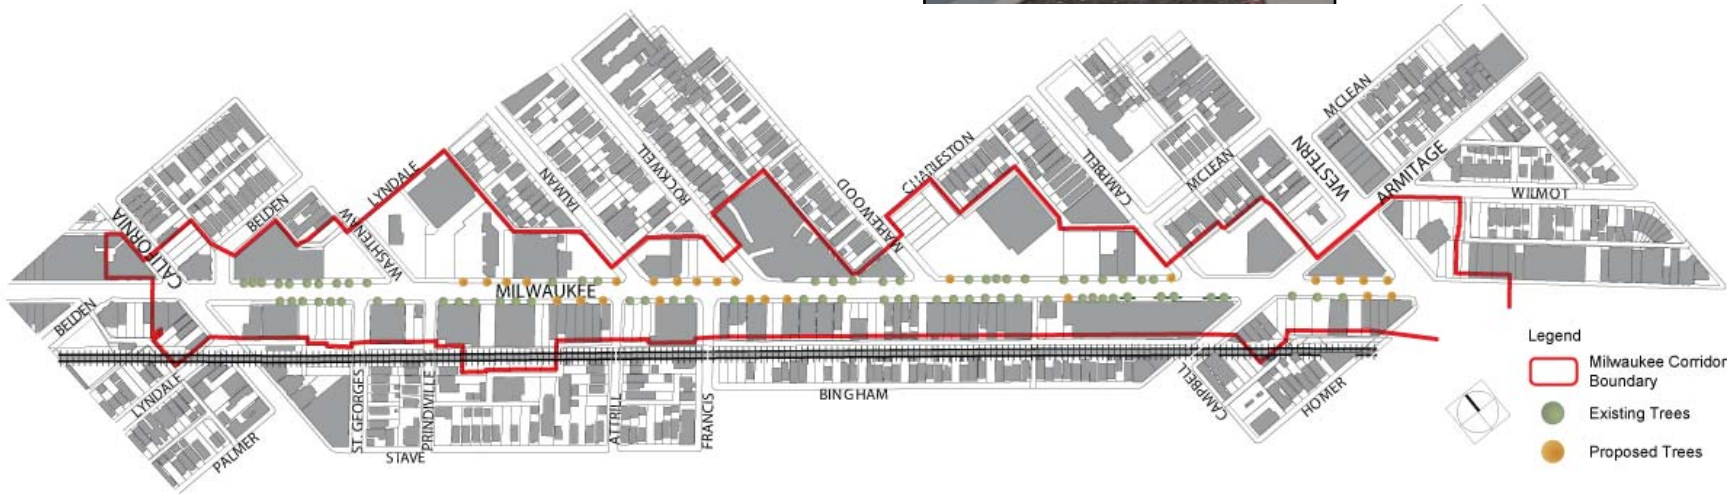 CALIFORNIA
BELDEN
WASHTENAW
LYNDALE
TALMAN
ROCKWELL
MAPLEWOOD
CHARLESTON
CAMPBELL
MCLEAN
WESTERN
MCLEAN
ARMITAGE
WILMOT
MILWAUKEE
BELDEN
LYNDALE
PALMER
ST. GEORGES
PRINDIVILLE
STAVE
ATTRILL
FRANCIS
BINGHAM
CAMPBELL
HOMER
Legend
Milwaukee Corridor
Boundary
Existing Trees
Proposed Trees